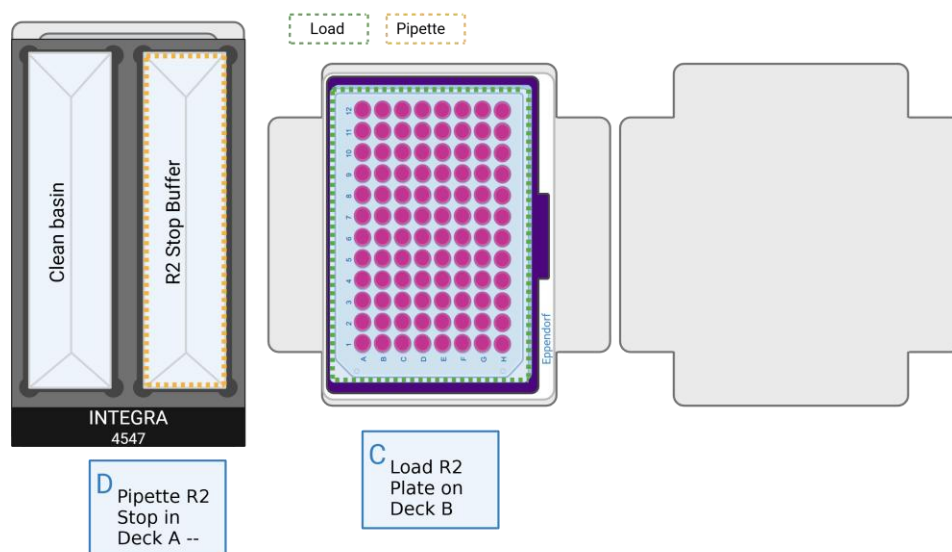 Load
Pipette
Clean basin
R2 Stop Buffer
12
11
10
9
8
7
6
5
4
3
2
1
A
B
C
D
E
F
G
H
Eppendorf
INTEGRA
4547
D
Pipette R2
Stop in
Deck A --
C
Load R2
Plate on
Deck B